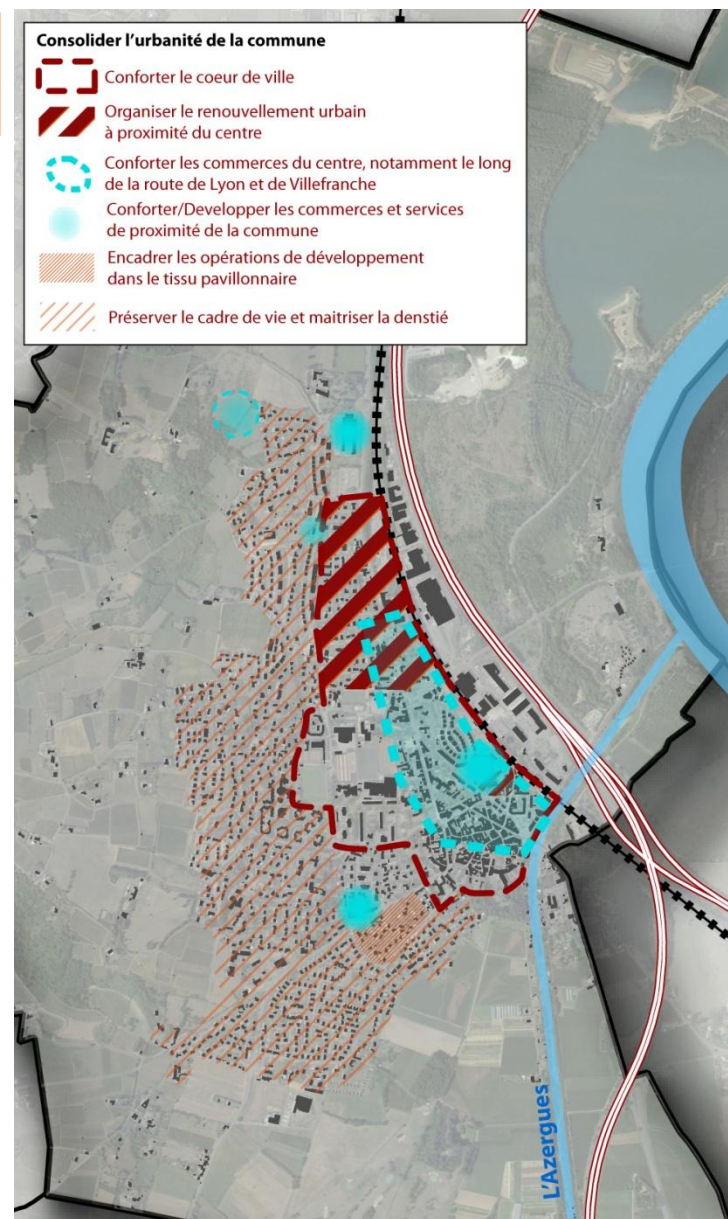 Consolider l'urbanité de la commune
Conforter le coeur de ville
Organiser le renouvellement urbain
à proximité du centre
Conforter les commerces du centre, notamment le long
de la route de Lyon et de Villefranche
Conforter/Developper les commerces et services
de proximité de la commune
Encadrer les opérations de développement
dans le tissu pavillonnaire
Préserver le cadre de vie et maitriser la denstié
L'Azergues